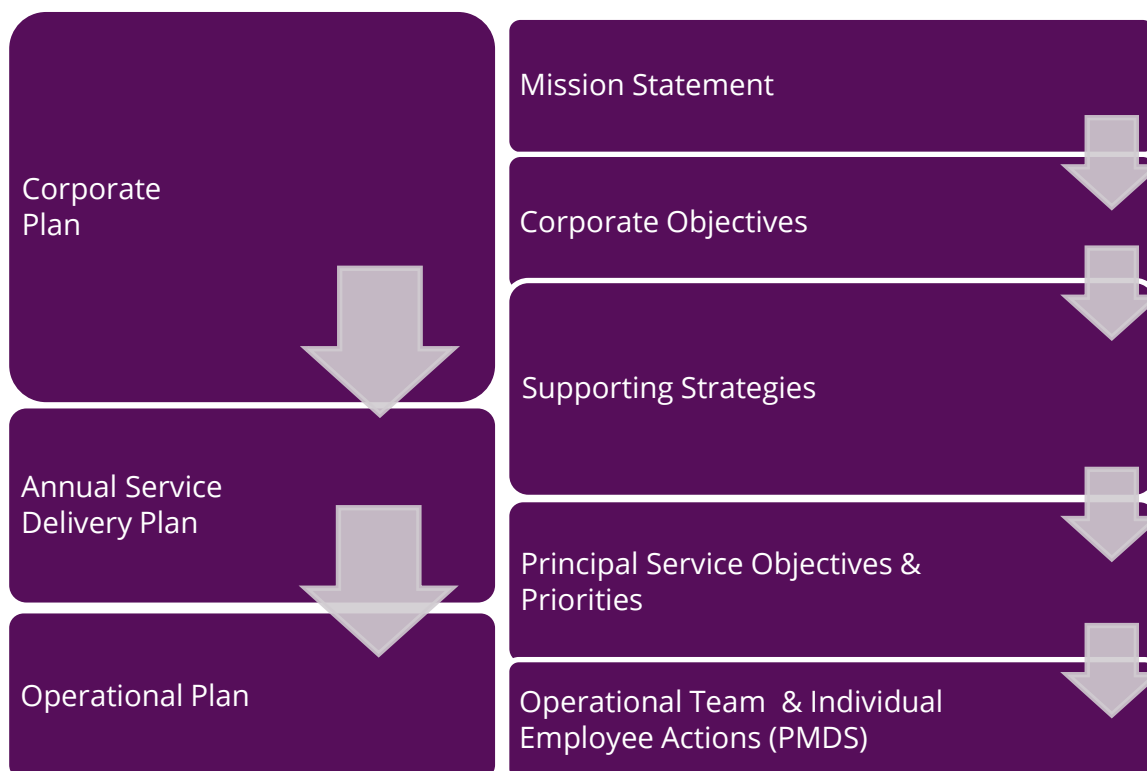 Corporate
Plan
Annual Service
Delivery Plan
Operational Plan
Mission Statement
Corporate Objectives
Supporting Strategies
Principal Service Objectives &
Priorities
Operational Team & Individual
Employee Actions (PMDS)